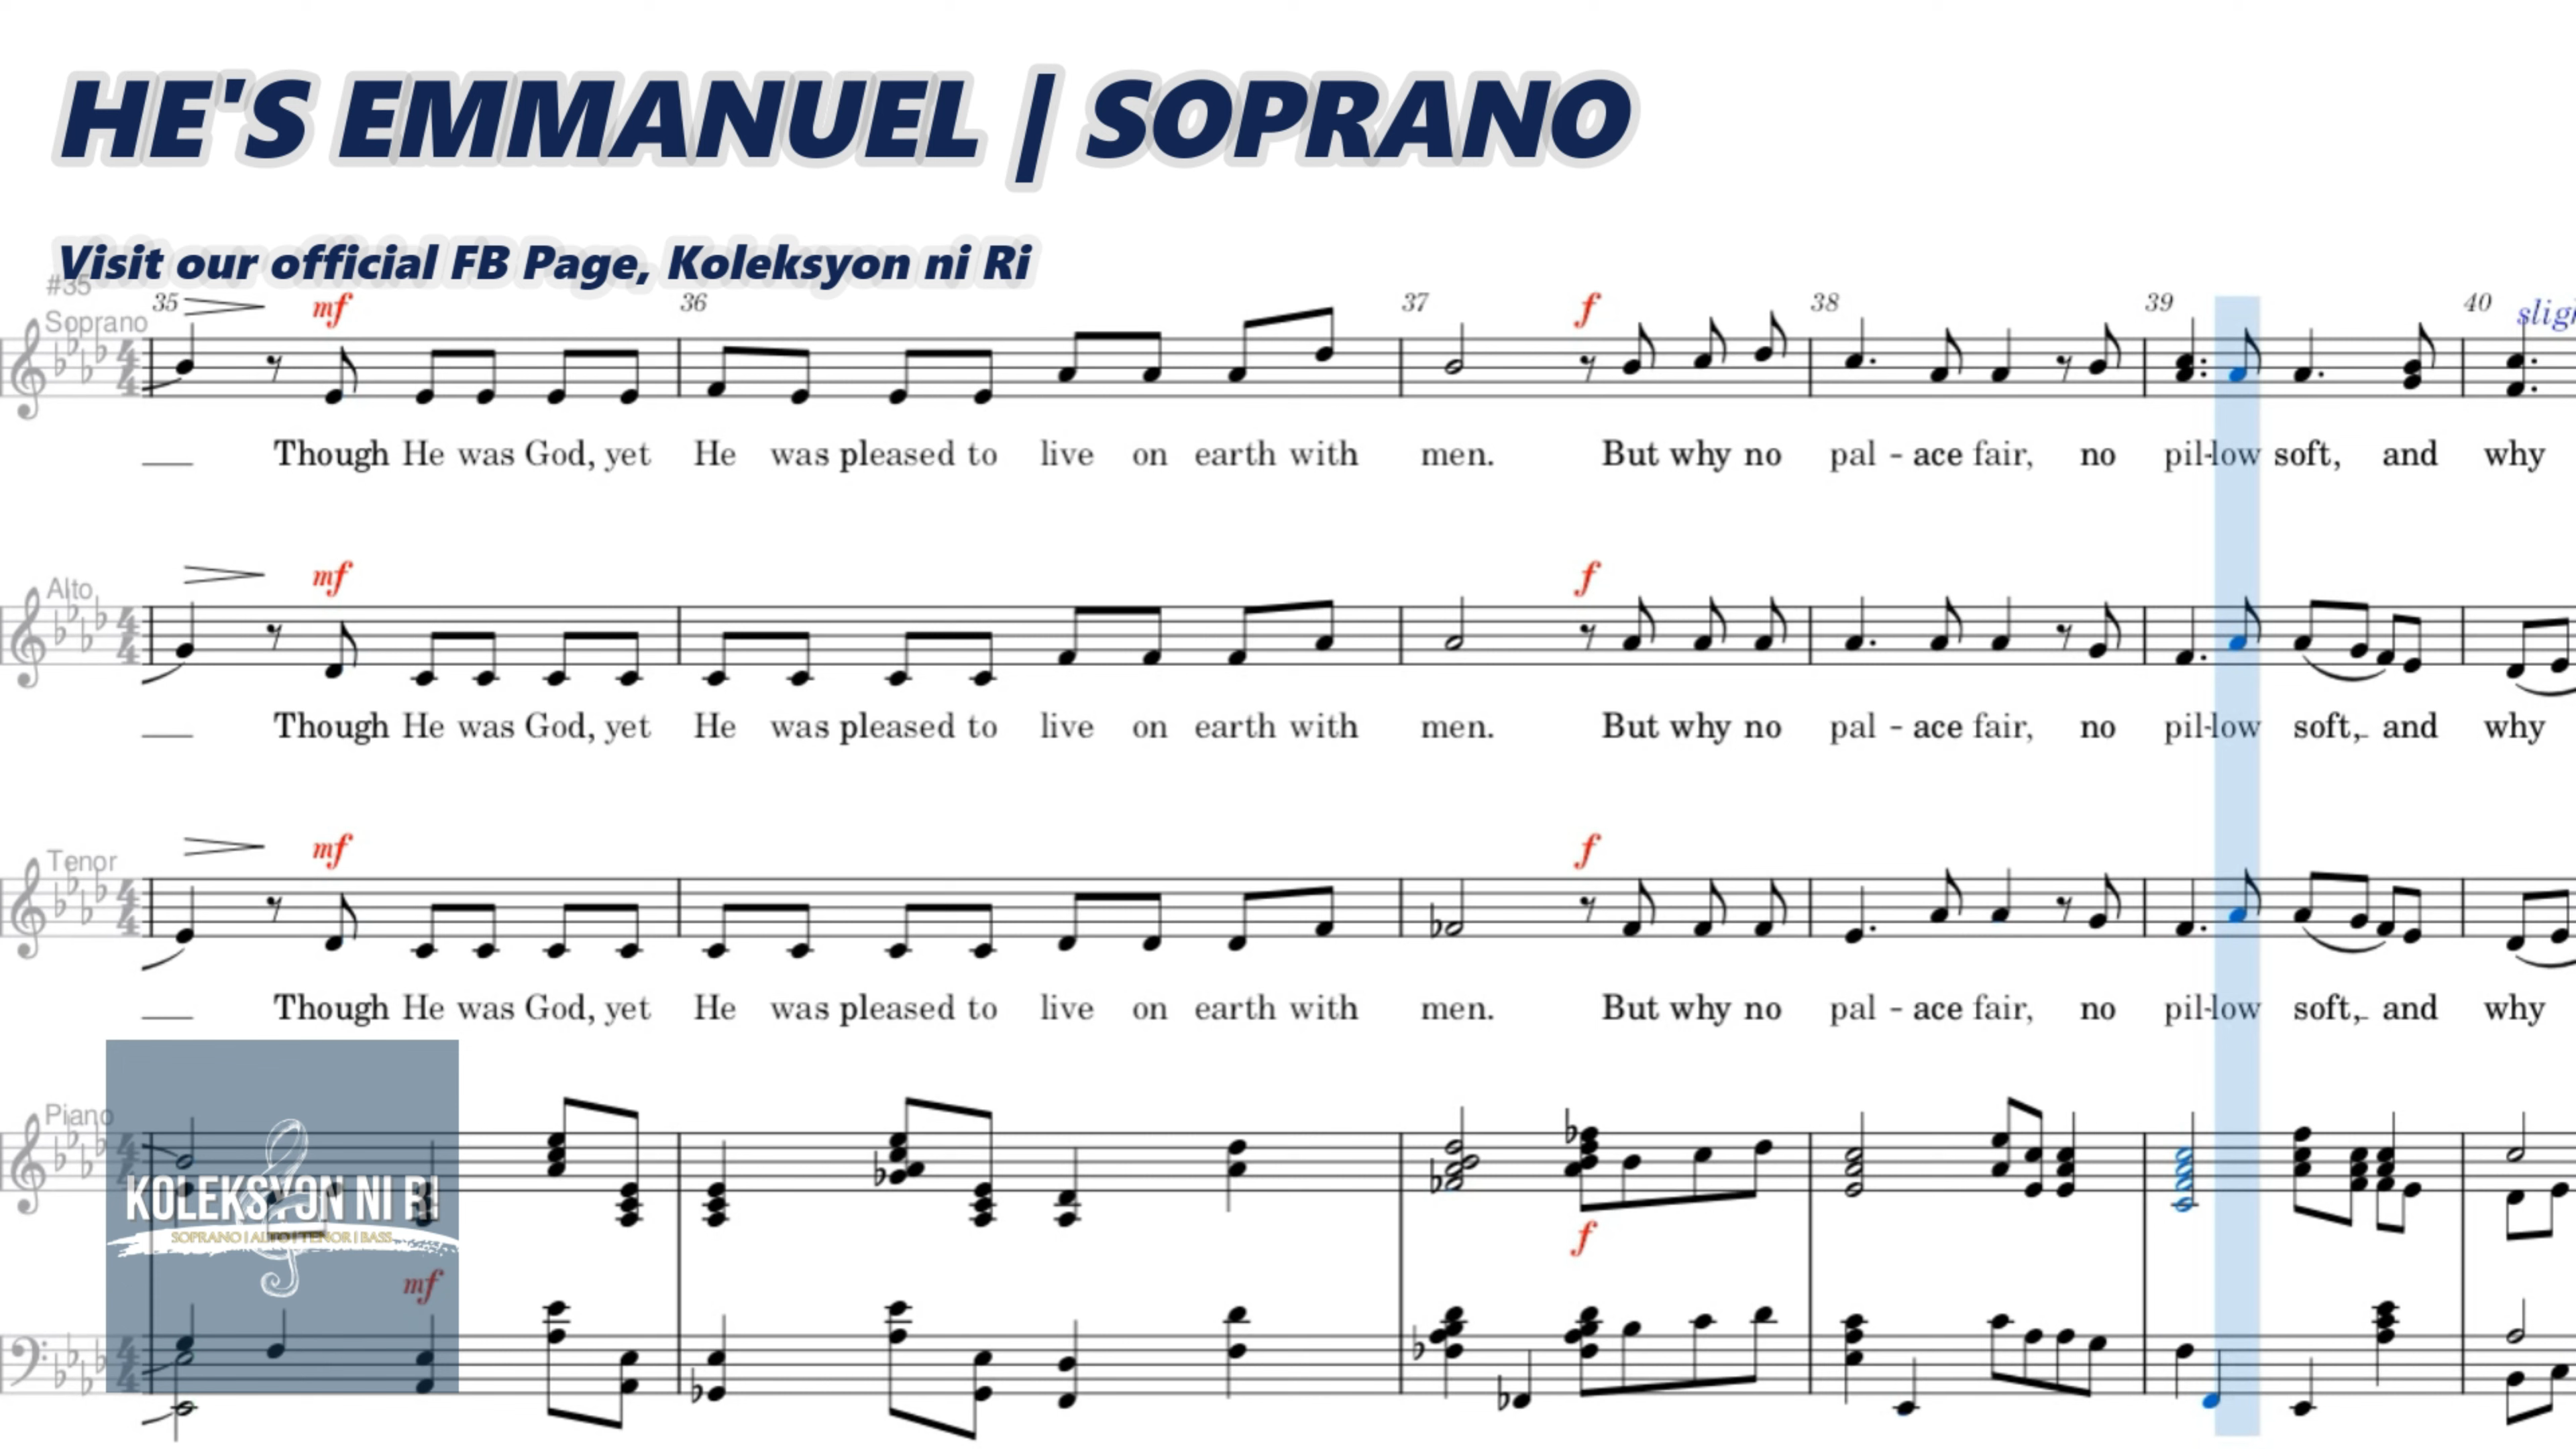 HE'S EMMANUEL | SOPRANO
Visit our official FB Page, Koleksyon ni Ri
#35
35 mf 36 37 f 38 39 40
Soprano
Though He was God, yet He was pleased to live on earth with men. But why no pal - ace fair, no pil-low soft, and why
mf f
Alto
Though He was God, yet He was pleased to live on earth with men. But why no pal - ace fair, no pil-low soft, and why
mf f
Tenor
Though He was God, yet He was pleased to live on earth with men. But why no pal - ace fair, no pil-low soft, and why
Piano
KOLEKSYON NI RI
SOPRANO | ALTO | TENOR | BASS
f
mf